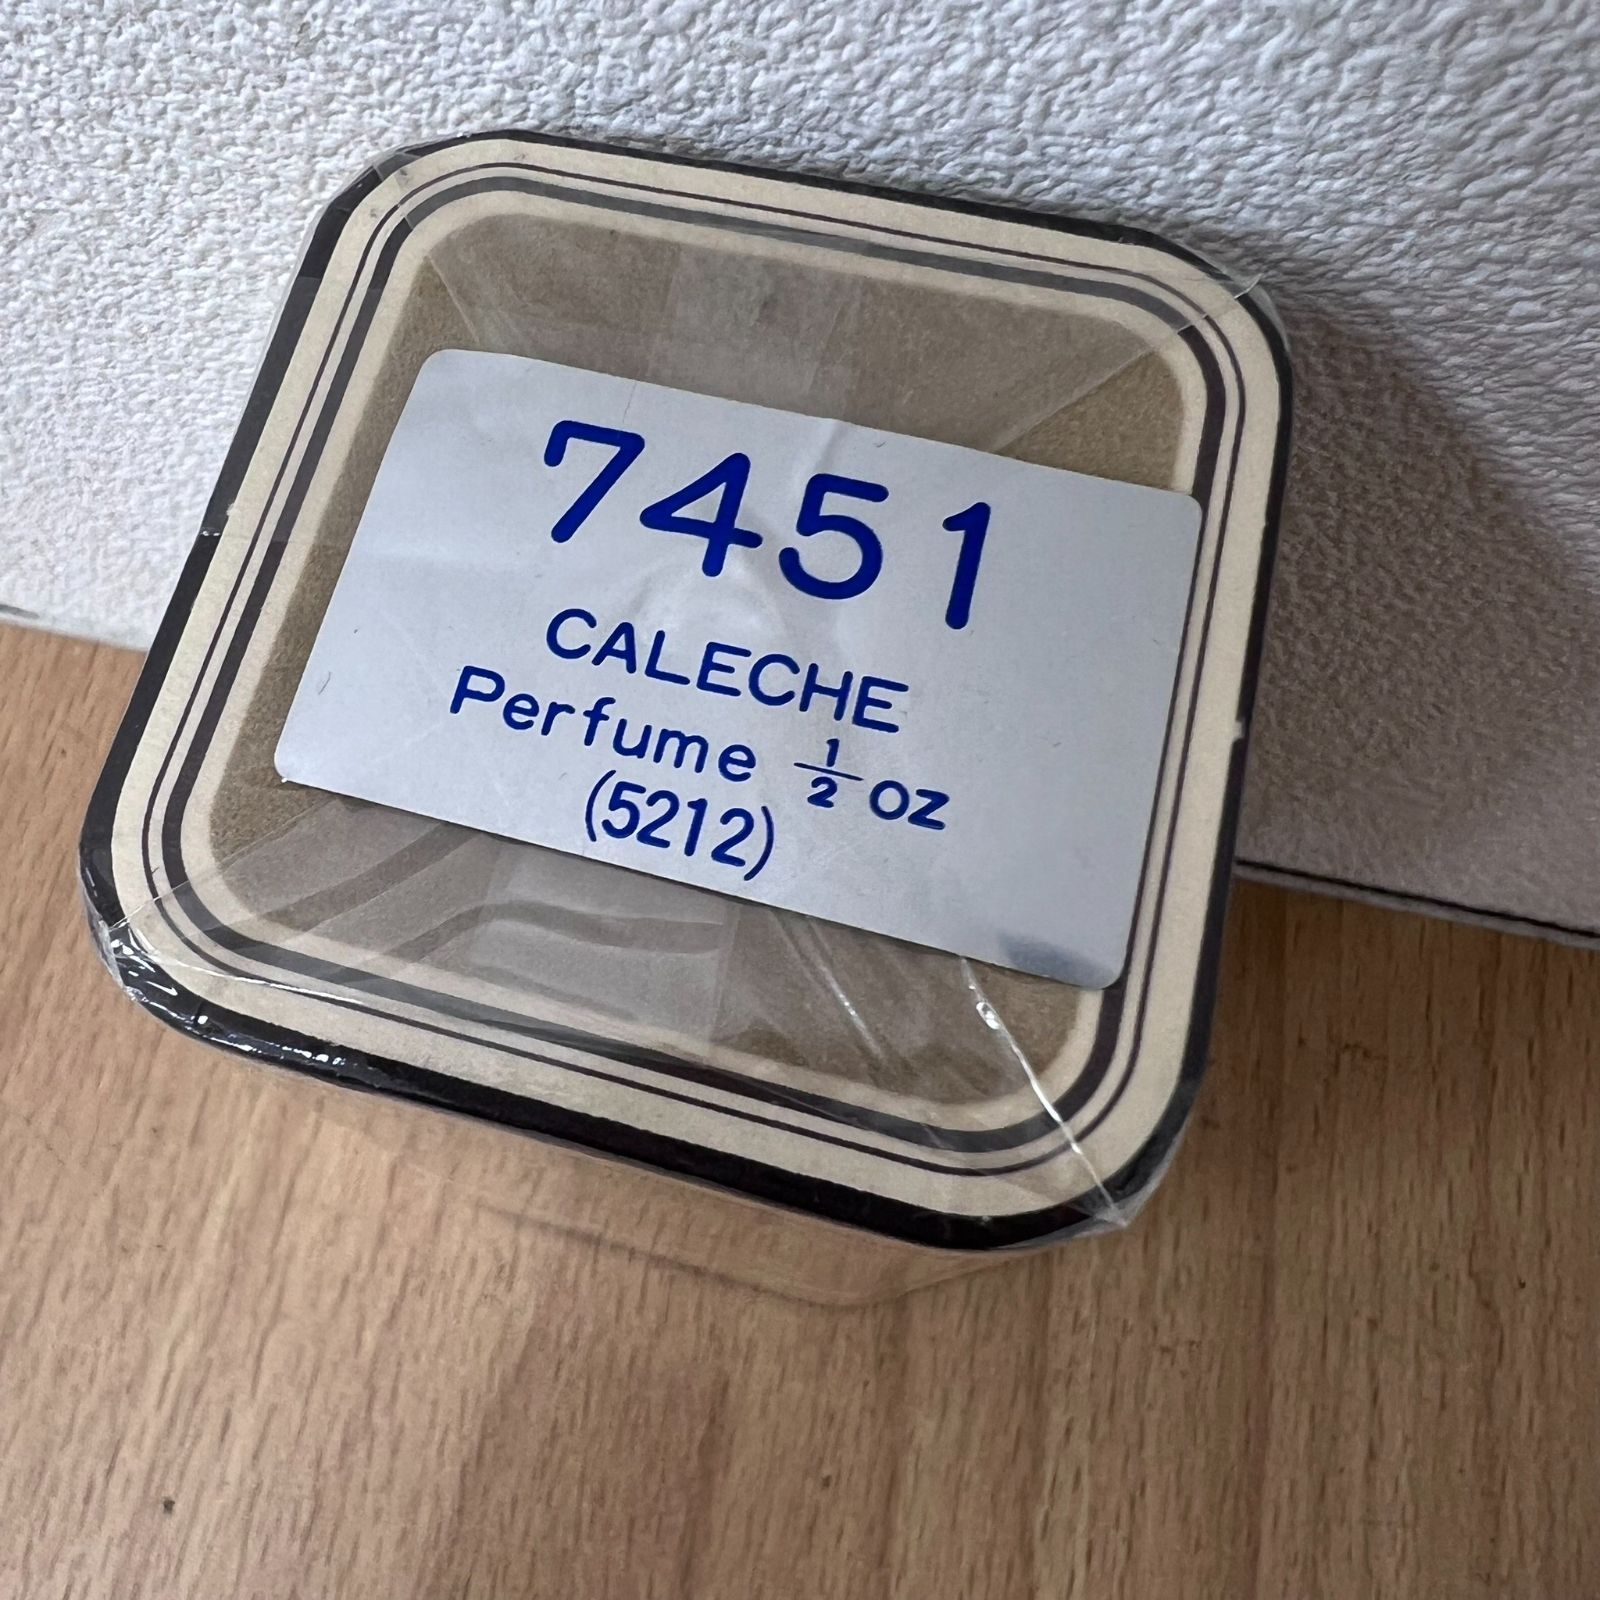 7451
CALECHE
Perfume 1/2 oz
(5212)